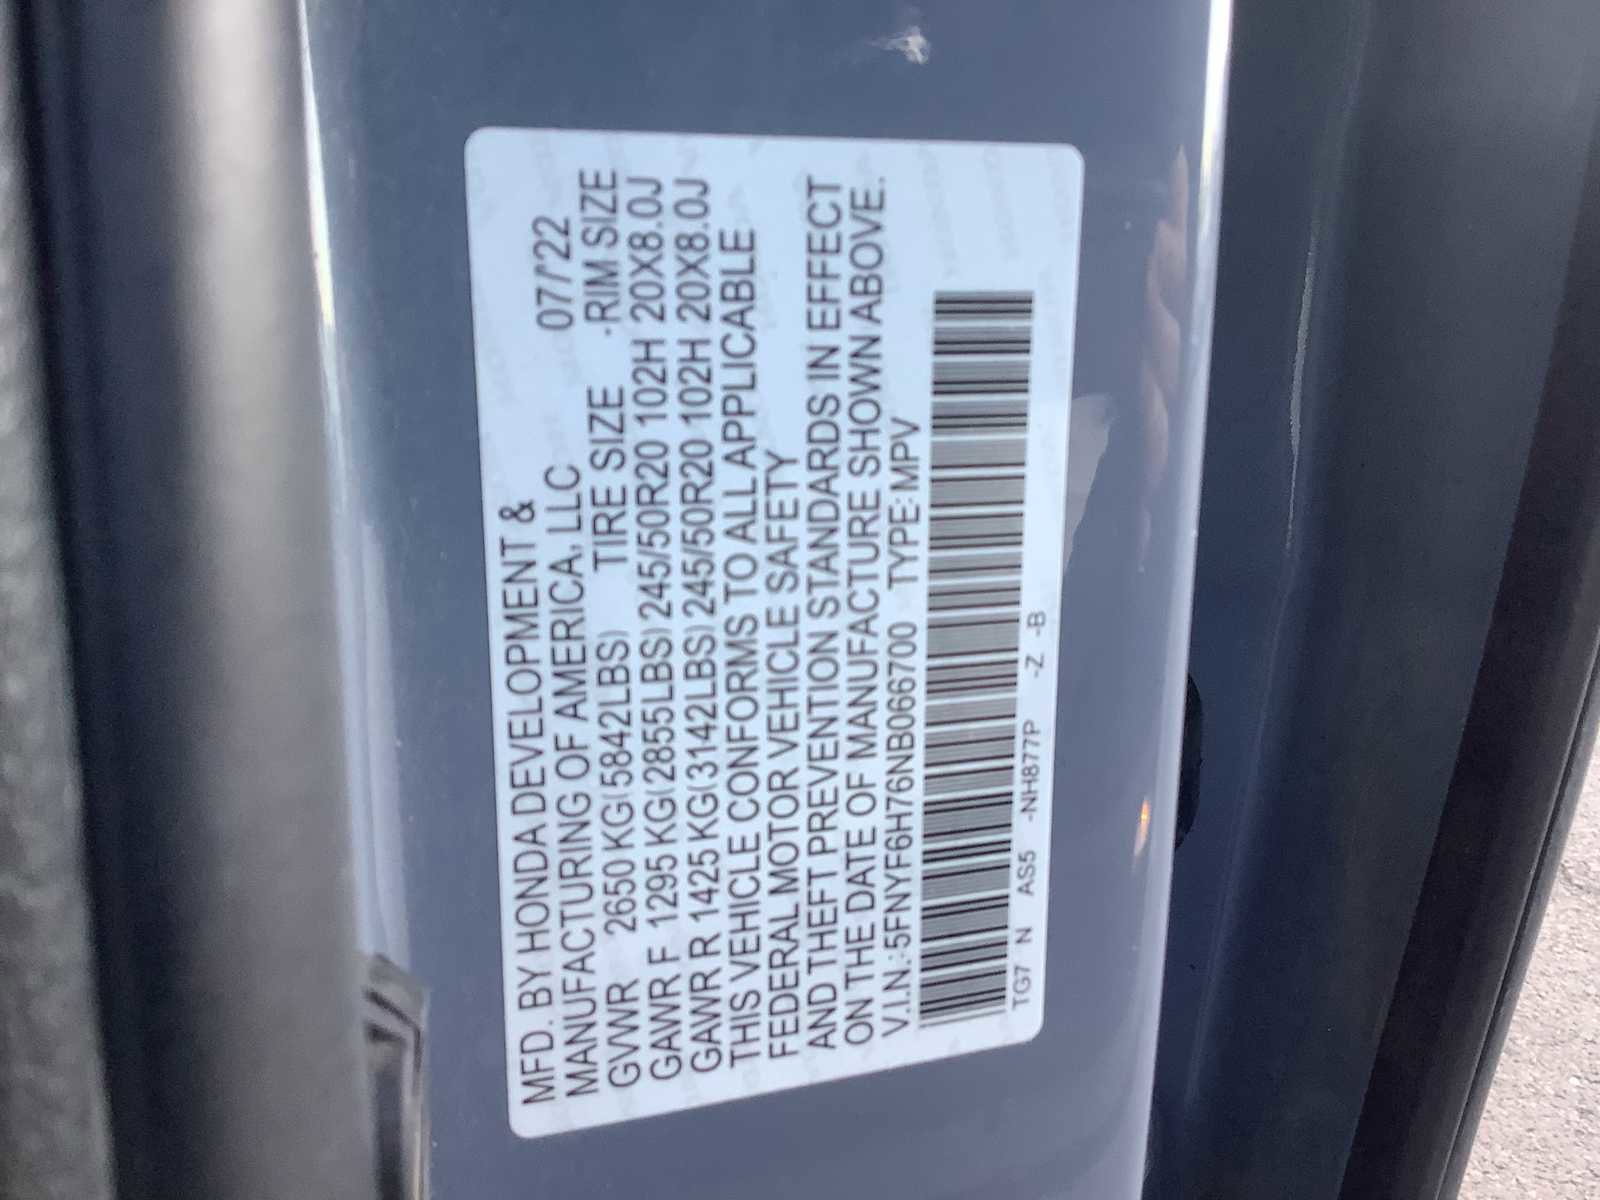 MFD. BY HONDA DEVELOPMENT &
MANUFACTURING OF AMERICA, LLC 07/'22
GVWR 2650 KG(5842LBS) TIRE SIZE RIM SIZE
GAWR F 1295 KG(2855LBS) 245/50R20 102H 20X8.0J
GAWR R 1425 KG(3142LBS) 245/50R20 102H 20X8.0J
THIS VEHICLE CONFORMS TO ALL APPLICABLE
FEDERAL MOTOR VEHICLE SAFETY
AND THEFT PREVENTION STANDARDS IN EFFECT
ON THE DATE OF MANUFACTURE SHOWN ABOVE.
V.I.N.:5FNYF6H76NB066700 TYPE:MPV
TG7 N AS5 -NH877P -Z -B